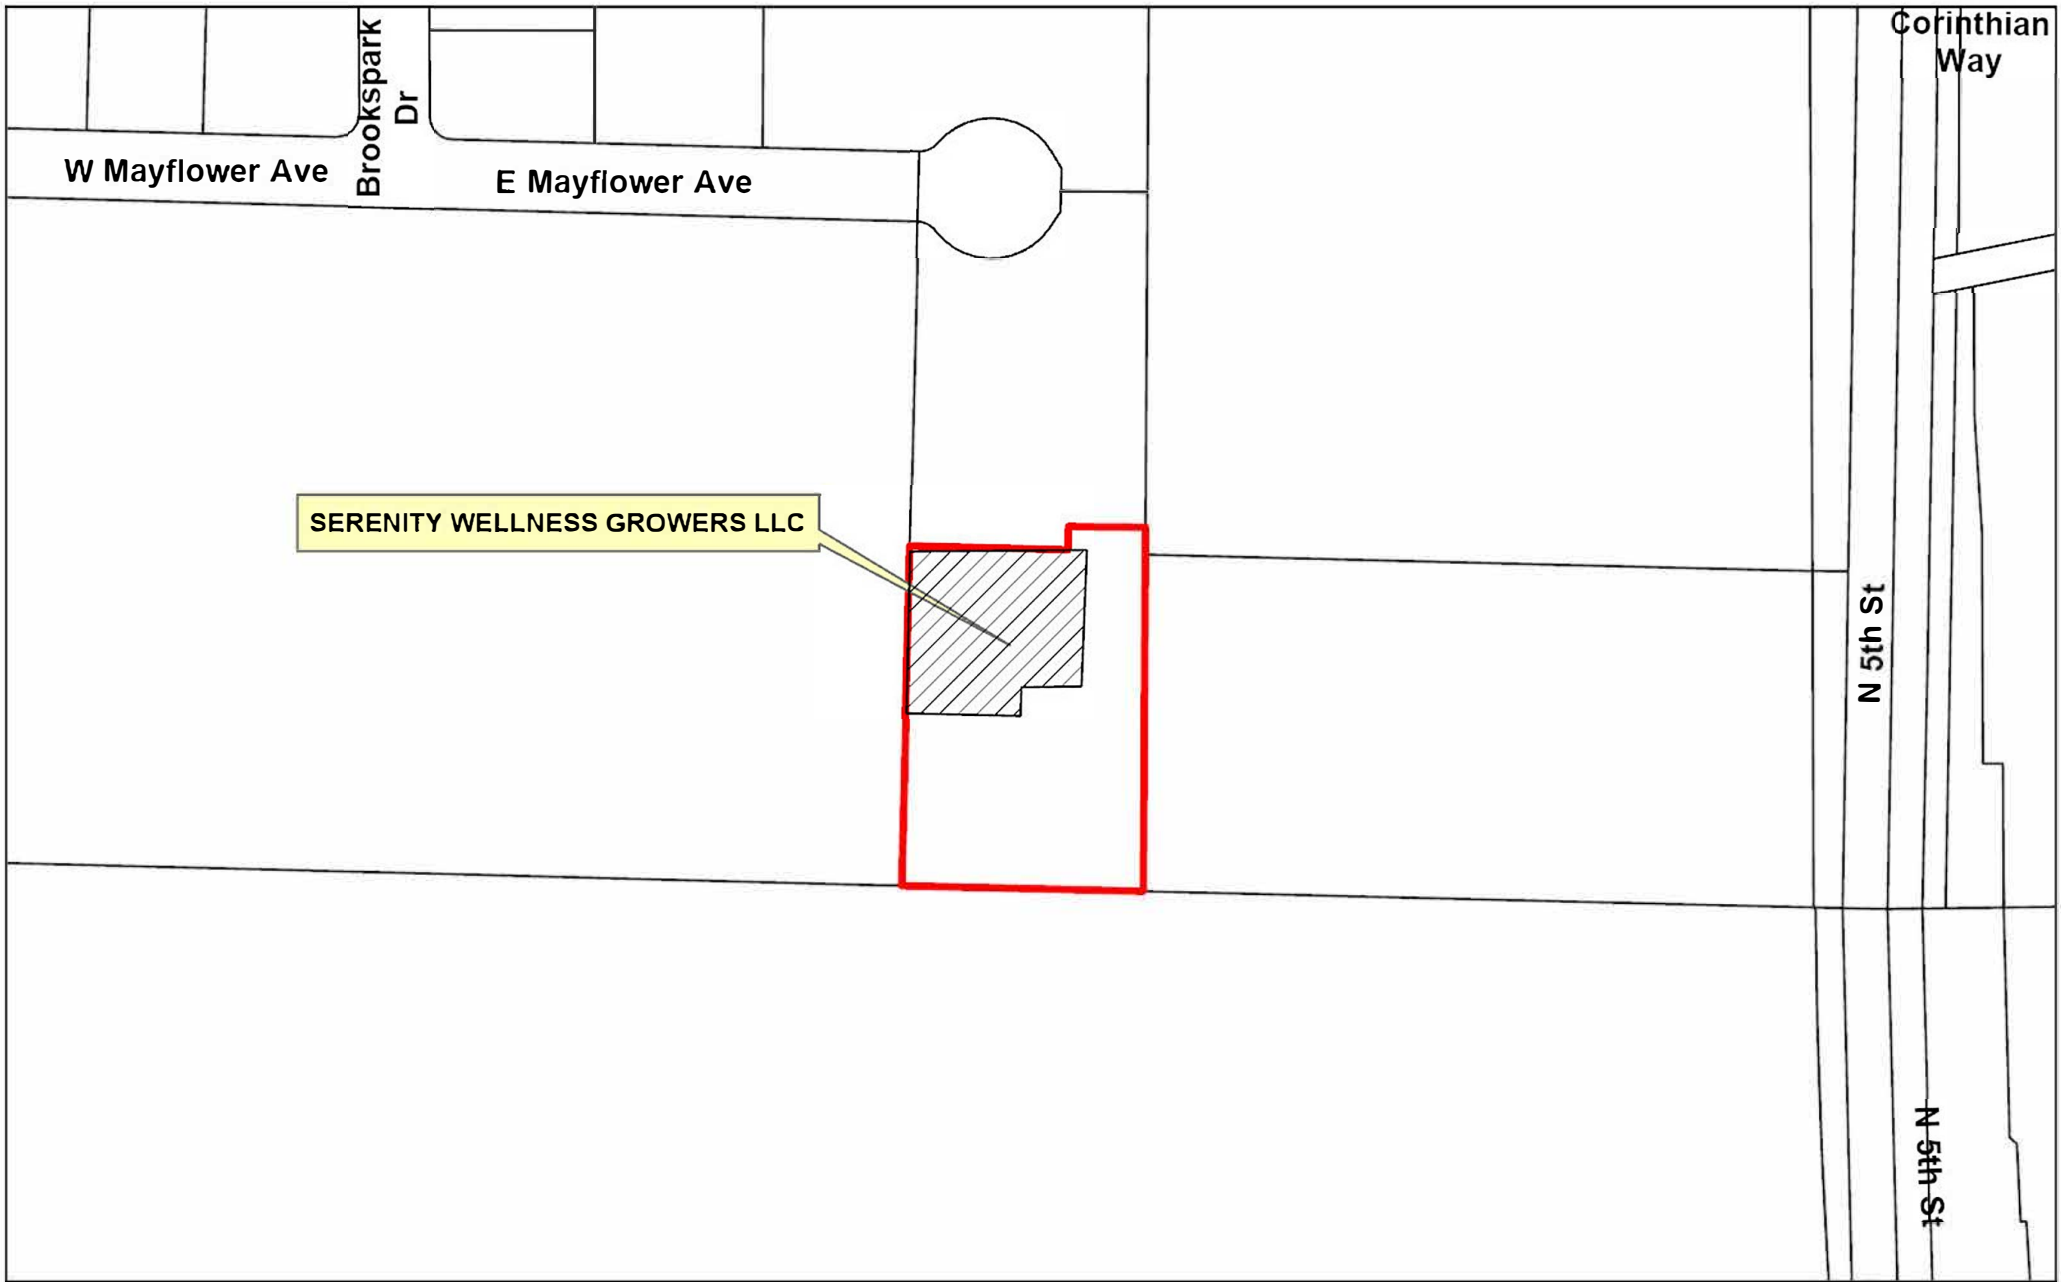 Corinthian
Way
Brookspark
Dr
W Mayflower Ave
E Mayflower Ave
SERENITY WELLNESS GROWERS LLC
N 5th St
N 5th St